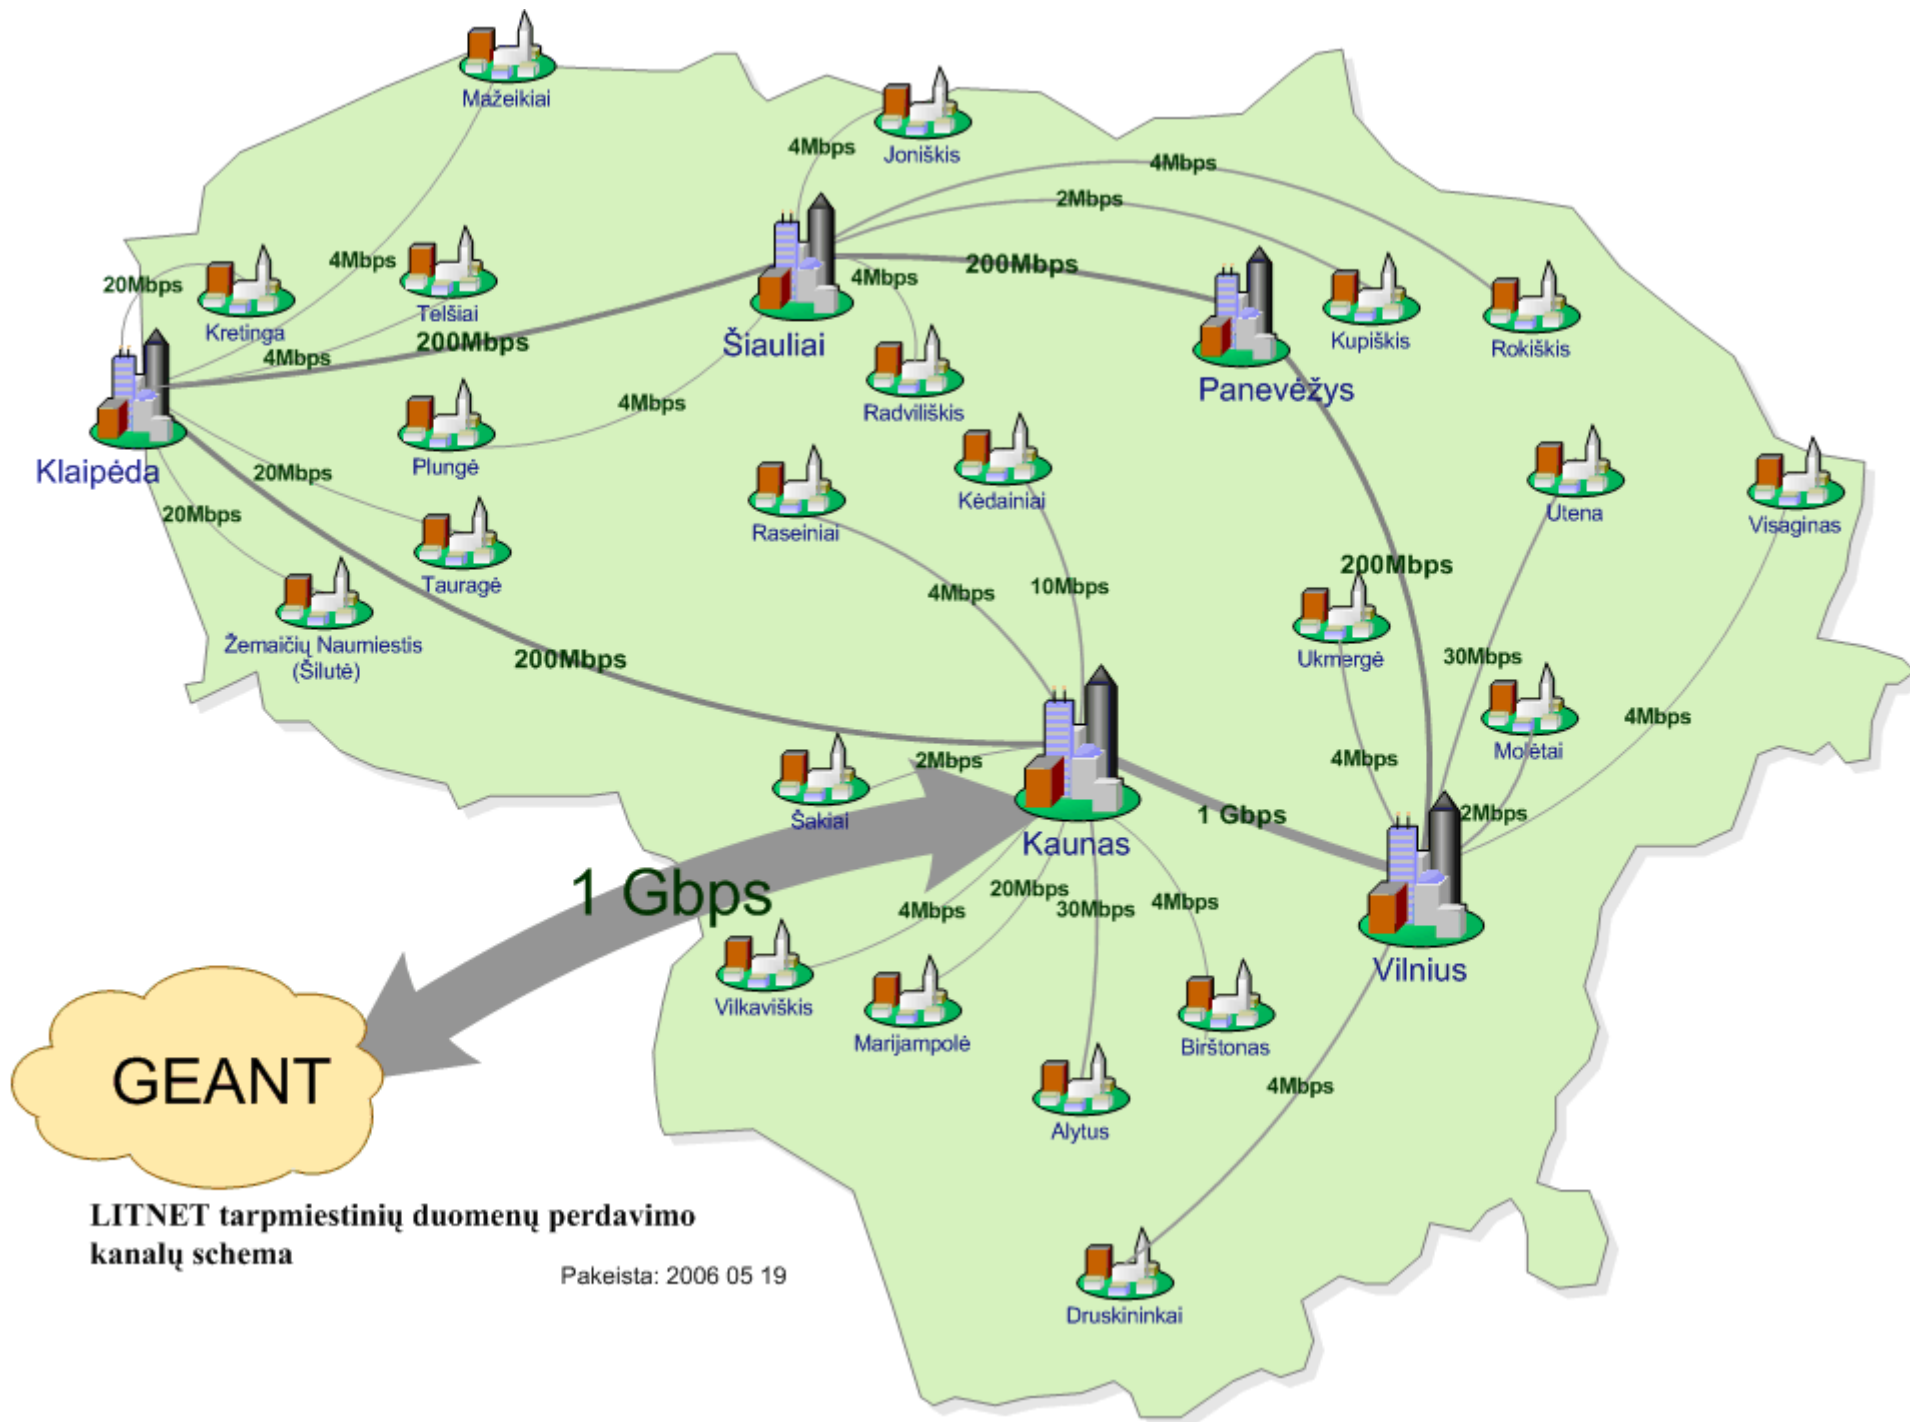 Mažeikiai
Joniškis
4Mbps
4Mbps
2Mbps
4Mbps
20Mbps
Kretinga
4Mbps
Telšiai
4Mbps
200Mbps
Šiauliai
4Mbps
200Mbps
Kupiškis
Rokiškis
Panevėžys
Radviliškis
4Mbps
Klaipėda
Plungė
20Mbps
20Mbps
Tauragė
Žemaičių Naumiestis
(Šilutė)
Raseiniai
Kėdainiai
4Mbps
10Mbps
Utena
Visaginas
200Mbps
Ukmergė
30Mbps
Molėtai
4Mbps
4Mbps
2Mbps
200Mbps
2Mbps
Šakiai
Kaunas
1 Gbps
Vilnius
1 Gbps
4Mbps
20Mbps
30Mbps
4Mbps
Vilkaviškis
Marijampolė
Alytus
Birštonas
4Mbps
Druskininkai
GEANT
LITNET tarpmiestinių duomenų perdavimo
kanalų schema
Pakeista: 2006 05 19